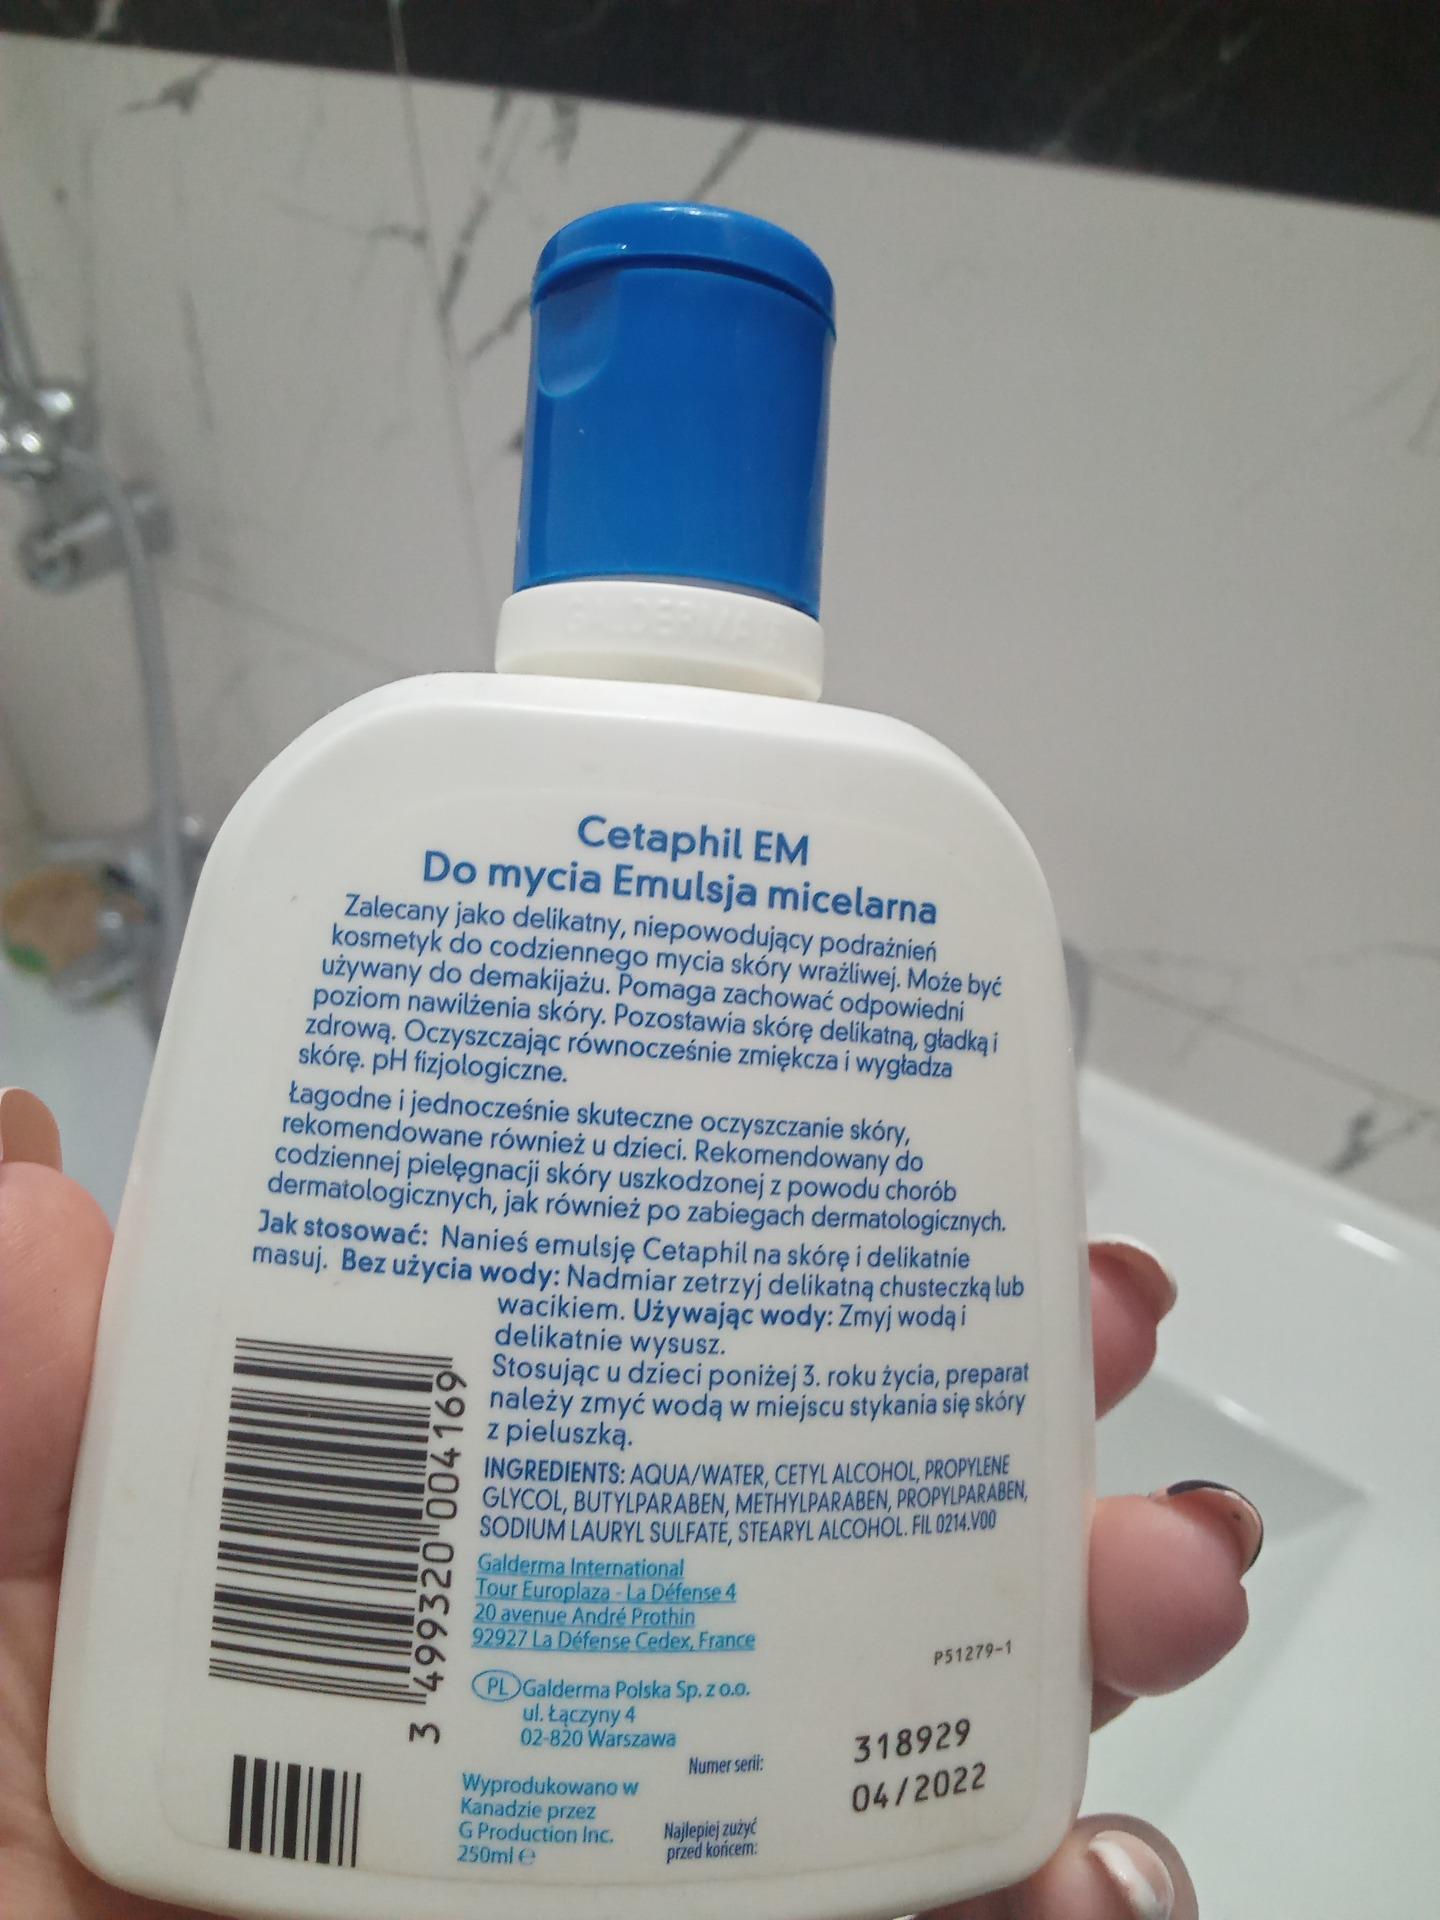 GALDERMA
Cetaphil EM
Do mycia Emulsja micelarna
Zalecany jako delikatny, niepowodujący podrażnień
kosmetyk do codziennego mycia skóry wrażliwej. Może być
używany do demakijażu. Pomaga zachować odpowiedni
poziom nawilżenia skóry. Pozostawia skórę delikatną, gładką i
zdrową. Oczyszczając równocześnie zmiękcza i wygładza
skórę. pH fizjologiczne.
Łagodne i jednocześnie skuteczne oczyszczanie skóry,
rekomendowane również u dzieci. Rekomendowany do
codziennej pielęgnacji skóry uszkodzonej z powodu chorób
dermatologicznych, jak również po zabiegach dermatologicznych.
Jak stosować: Nanieś emulsję Cetaphil na skórę i delikatnie
masuj. Bez użycia wody: Nadmiar zetrzyj delikatną chusteczką lub
wacikiem. Używając wody: Zmyj wodą i
delikatnie wysusz.
Stosując u dzieci poniżej 3. roku życia, preparat
należy zmyć wodą w miejscu stykania się skóry
z pieluszką.
INGREDIENTS: AQUA/WATER, CETYL ALCOHOL, PROPYLENE
GLYCOL, BUTYLPARABEN, METHYLPARABEN, PROPYLPARABEN,
SODIUM LAURYL SULFATE, STEARYL ALCOHOL. FIL 0214.V00
Galderma International
Tour Europlaza - La Défense 4
20 avenue André Prothin
92927 La Défense Cedex, France
P51279-1
PL Galderma Polska Sp. z o.o.
ul. Łączyny 4
02-820 Warszawa
Numer serii: 318929
Wyprodukowano w
Kanadzie przez
G Production Inc.
250ml e
Najlepiej zużyć
przed końcem: 04/2022
3 499320 004169